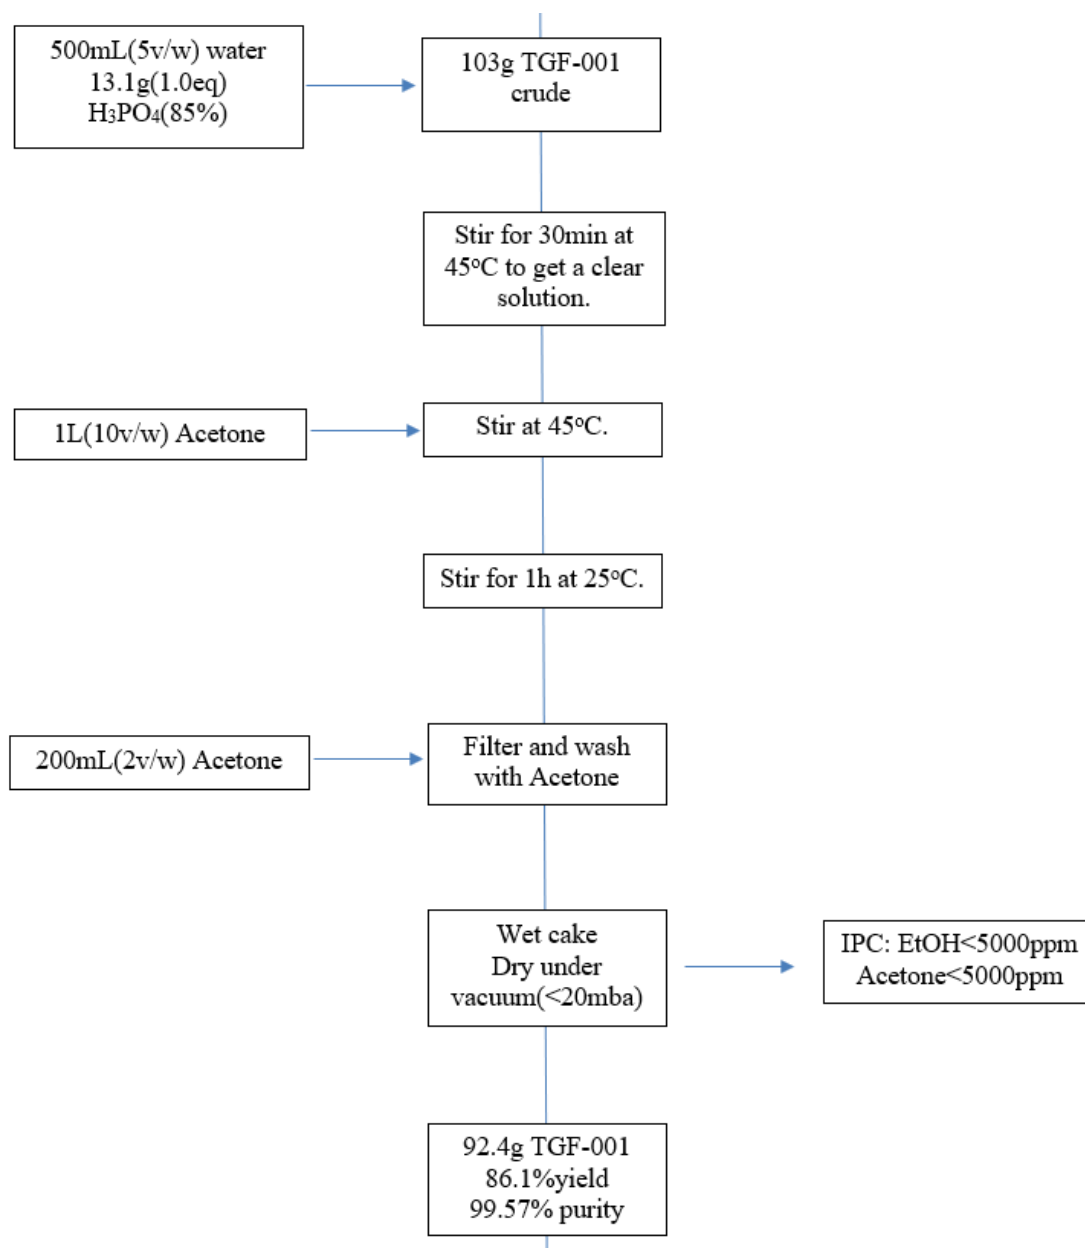 500mL(5v/w) water
13.1g(1.0eq)
H₃PO₄(85%)
103g TGF-001
crude
Stir for 30min at
45°C to get a clear
solution.
1L(10v/w) Acetone
Stir at 45°C.
Stir for 1h at 25°C.
200mL(2v/w) Acetone
Filter and wash
with Acetone
Wet cake
Dry under
vacuum(<20mba)
IPC: EtOH<5000ppm
Acetone<5000ppm
92.4g TGF-001
86.1%yield
99.57% purity